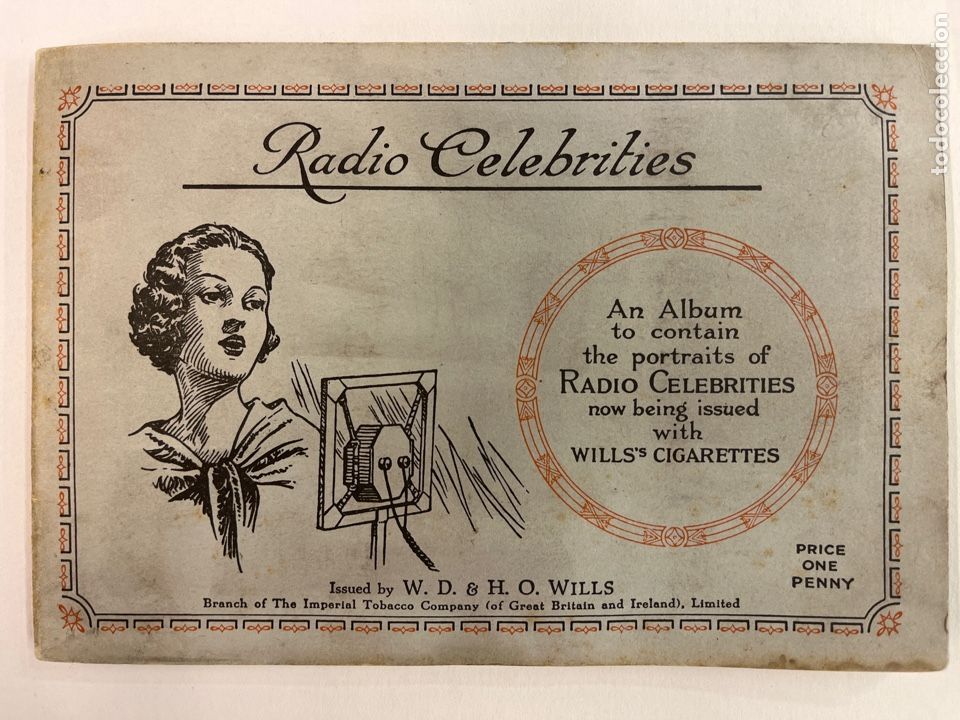 Radio Celebrities
An Album
to contain
the portraits of
RADIO CELEBRITIES
now being issued
with
WILLS'S CIGARETTES
PRICE
ONE
PENNY
Issued by W. D. & H. O. WILLS
Branch of The Imperial Tobacco Company (of Great Britain and Ireland), Limited
todocoleccion